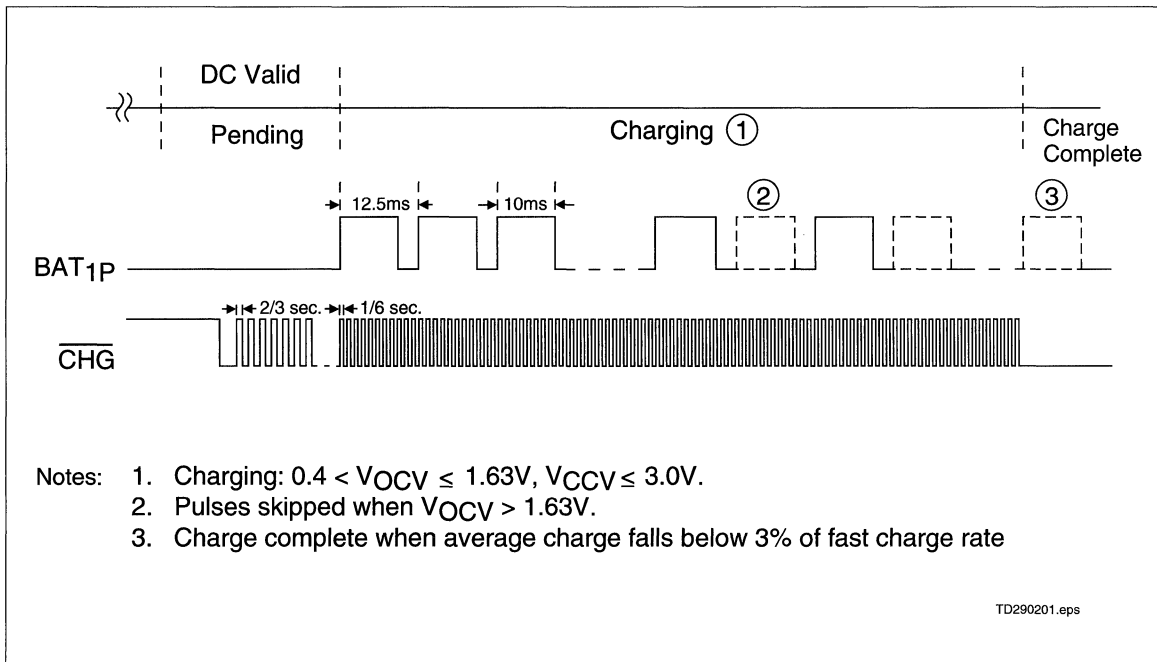 DC Valid
Pending
Charging ①
Charge
Complete
12.5ms
10ms
②
③
BAT1P
2/3 sec.
1/6 sec.
CHG
Notes: 1. Charging: 0.4 < VOCV ≤ 1.63V, VCCV ≤ 3.0V.
2. Pulses skipped when VOCV > 1.63V.
3. Charge complete when average charge falls below 3% of fast charge rate
TD290201.eps